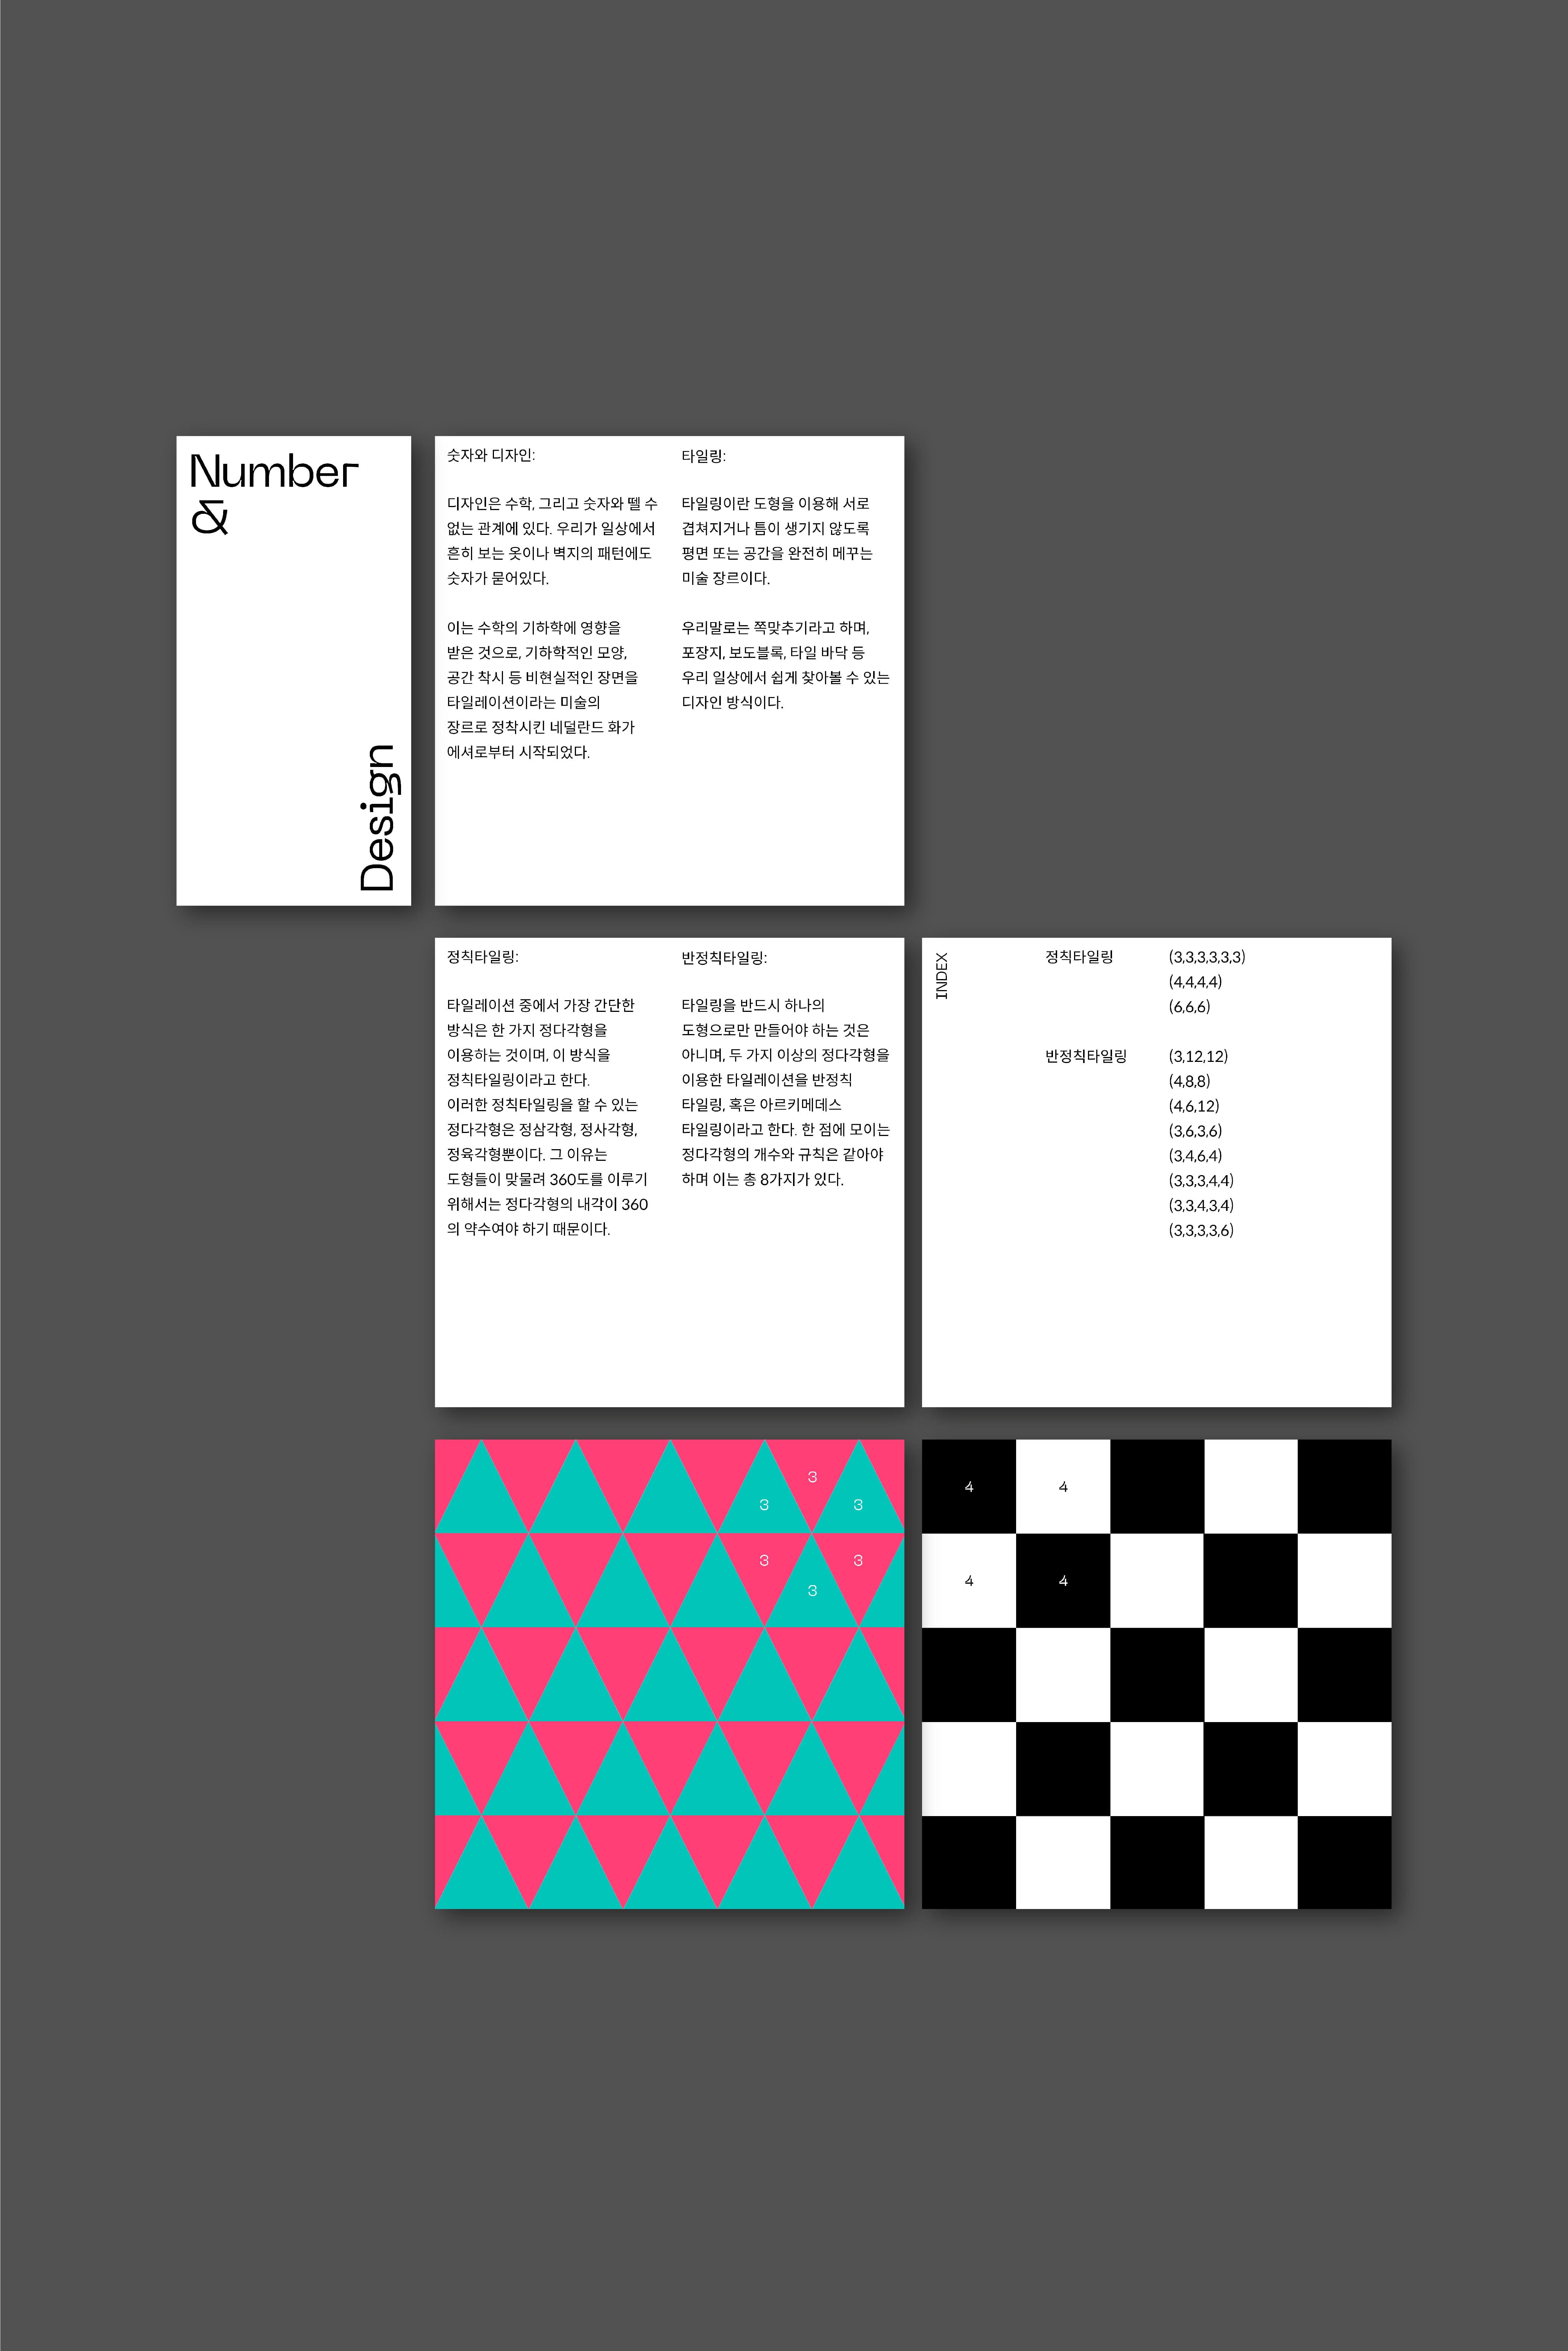 Number
&
Design
숫자와 디자인:
디자인은 수학, 그리고 숫자와 뗄 수
없는 관계에 있다. 우리가 일상에서
흔히 보는 옷이나 벽지의 패턴에도
숫자가 묻어있다.
이는 수학의 기하학에 영향을
받은 것으로, 기하학적인 모양,
공간 착시 등 비현실적인 장면을
타일레이션이라는 미술의
장르로 정착시킨 네덜란드 화가
에셔로부터 시작되었다.
타일링:
타일링이란 도형을 이용해 서로
겹쳐지거나 틈이 생기지 않도록
평면 또는 공간을 완전히 메꾸는
미술 장르이다.
우리말로는 쪽맞추기라고 하며,
포장지, 보도블록, 타일 바닥 등
우리 일상에서 쉽게 찾아볼 수 있는
디자인 방식이다.
정칙타일링:
타일레이션 중에서 가장 간단한
방식은 한 가지 정다각형을
이용하는 것이며, 이 방식을
정칙타일링이라고 한다.
이러한 정칙타일링을 할 수 있는
정다각형은 정삼각형, 정사각형,
정육각형뿐이다. 그 이유는
도형들이 맞물려 360도를 이루기
위해서는 정다각형의 내각이 360
의 약수여야 하기 때문이다.
반정칙타일링:
타일링을 반드시 하나의
도형으로만 만들어야 하는 것은
아니며, 두 가지 이상의 정다각형을
이용한 타일레이션을 반정칙
타일링, 혹은 아르키메데스
타일링이라고 한다. 한 점에 모이는
정다각형의 개수와 규칙은 같아야
하며 이는 총 8가지가 있다.
INDEX
정칙타일링 (3,3,3,3,3,3)
(4,4,4,4)
(6,6,6)
반정칙타일링 (3,12,12)
(4,8,8)
(4,6,12)
(3,6,3,6)
(3,4,6,4)
(3,3,3,4,4)
(3,3,4,3,4)
(3,3,3,3,6)
3
3 3
3 3
3
4 4
4 4